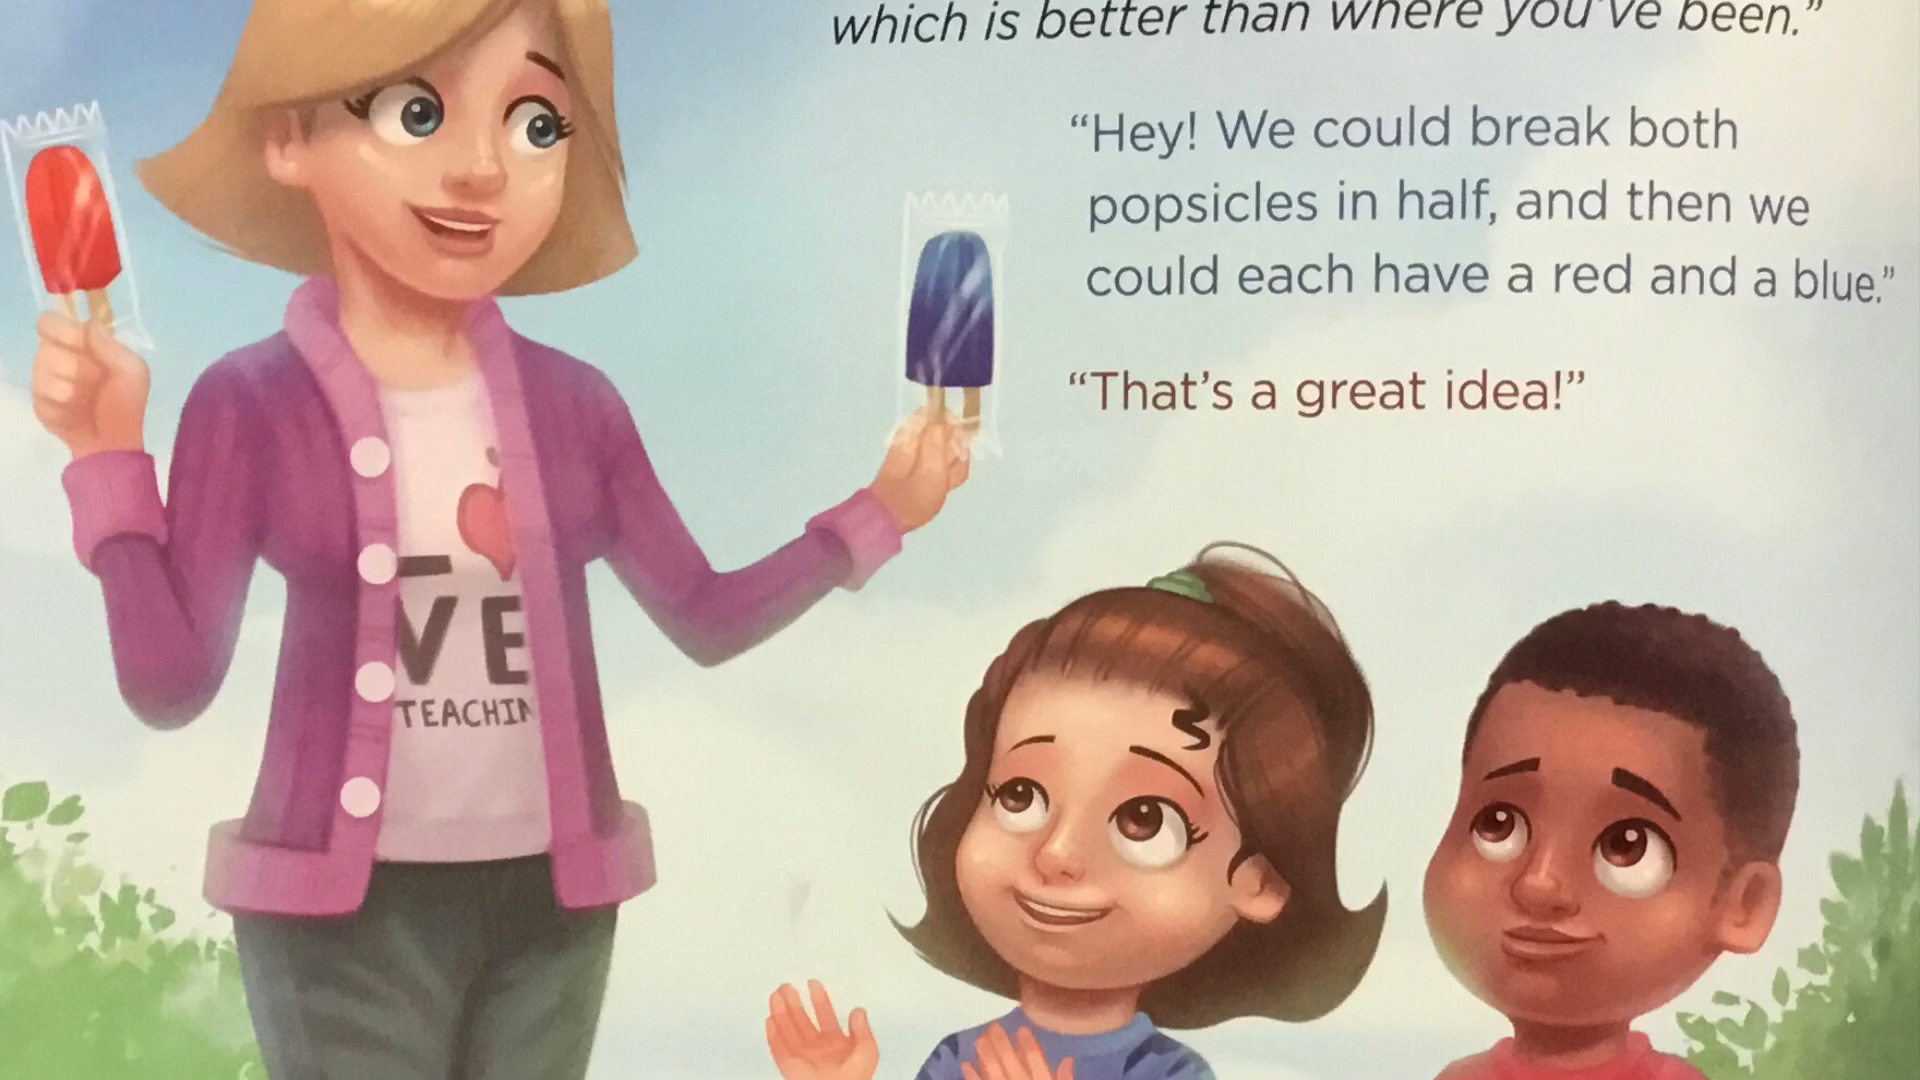 which is better than where you've been.”
“Hey! We could break both
popsicles in half, and then we
could each have a red and a blue.”
“That’s a great idea!”
VE
TEACHIN